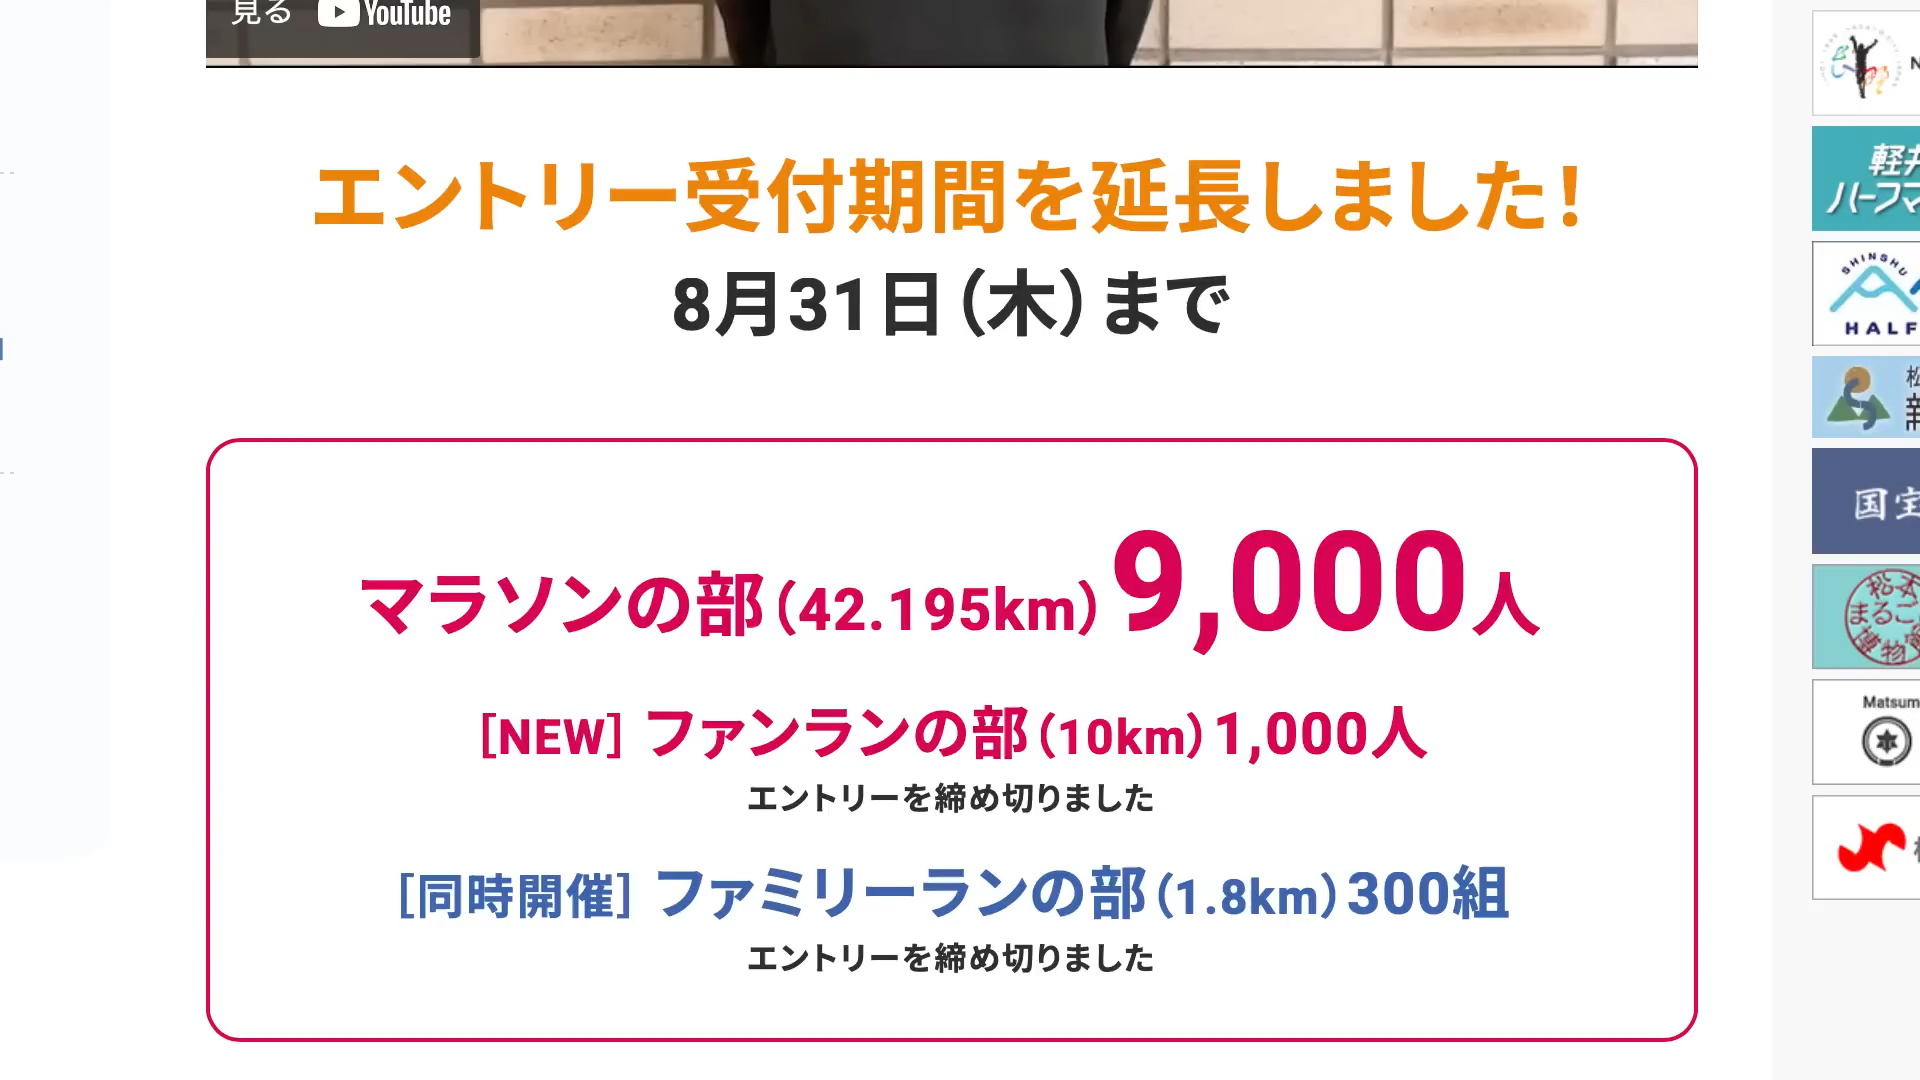 見る YouTube
エントリー受付期間を延長しました!
8月31日(木)まで
マラソンの部(42.195km)9,000人
[NEW] ファンランの部(10km)1,000人
エントリーを締め切りました
[同時開催] ファミリーランの部(1.8km)300組
エントリーを締め切りました
N
軽井
ハーフマ
SHINSHU
HALF
国宝
松本
まるご
博物館
Matsum